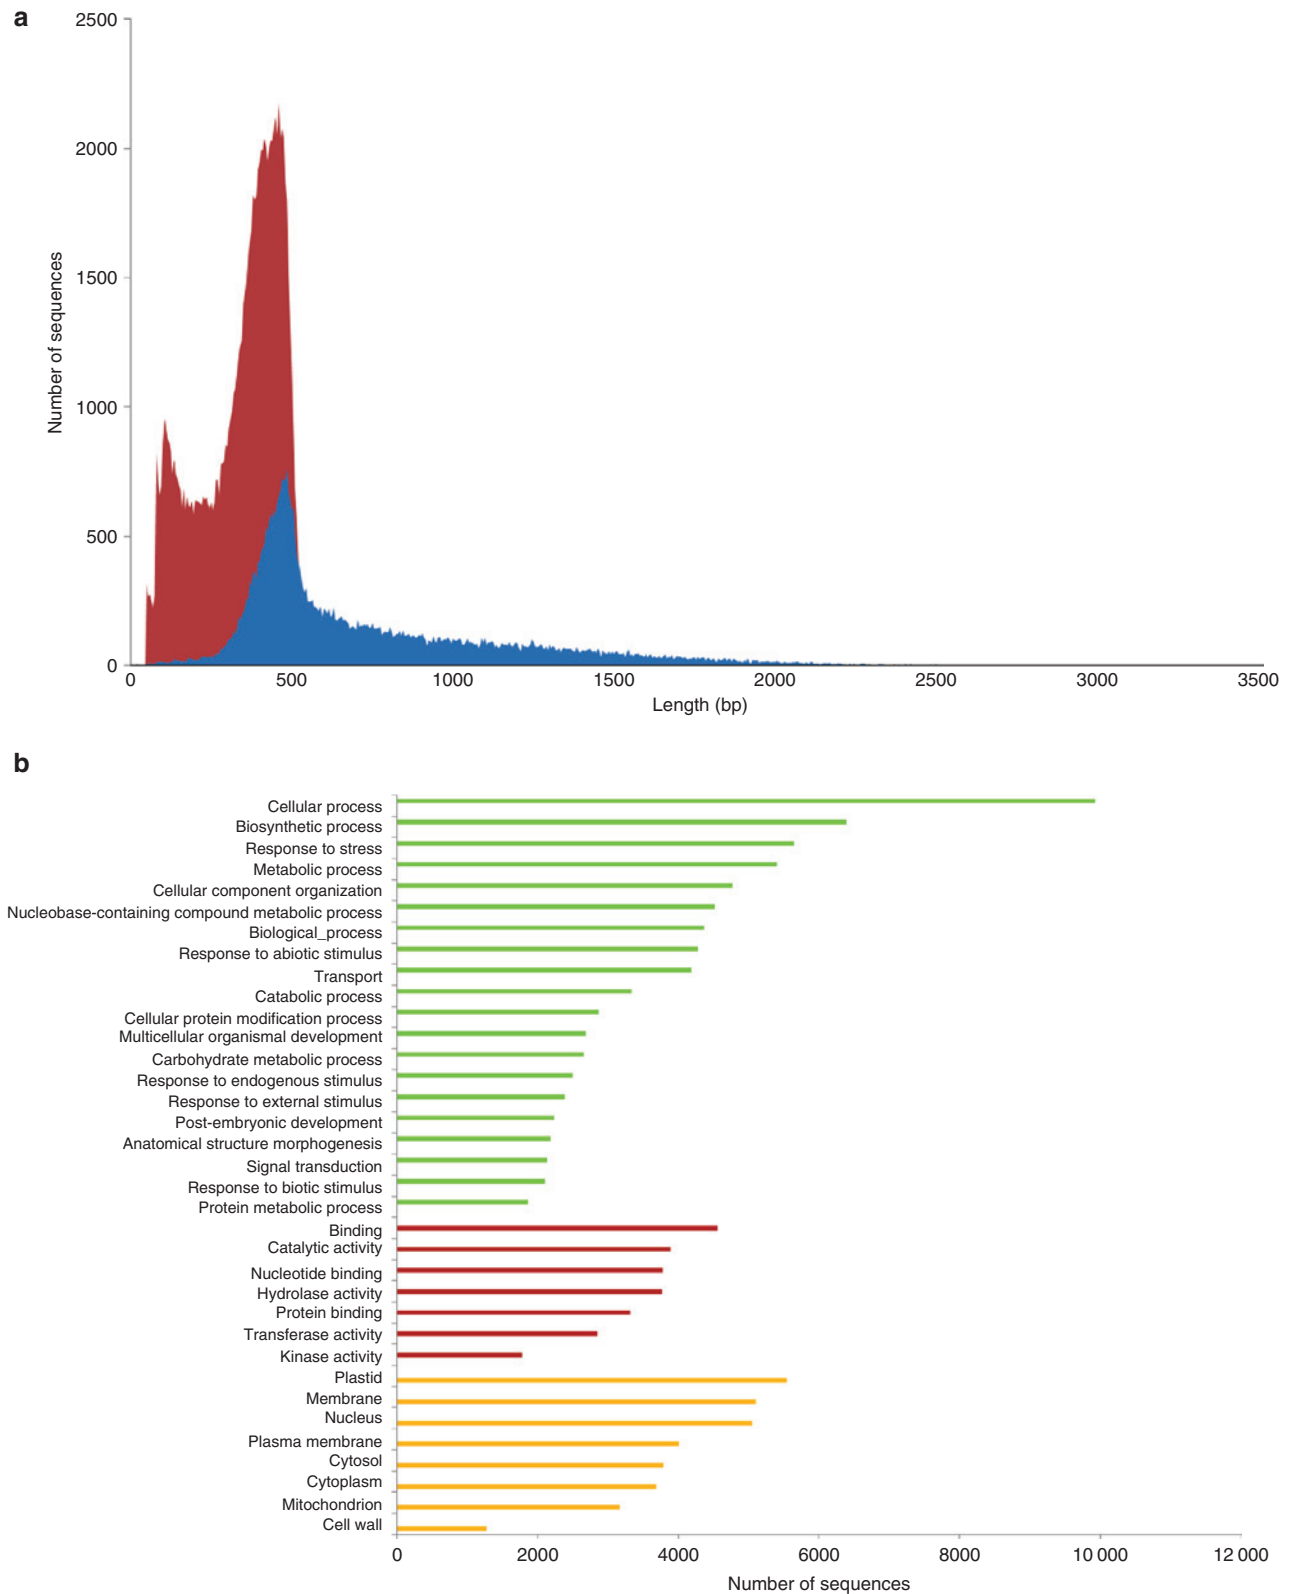 a
2500
2000
1500
1000
500
0
Number of sequences
0 500 1000 1500 2000 2500 3000 3500
Length (bp)
b
Cellular process
Biosynthetic process
Response to stress
Metabolic process
Cellular component organization
Nucleobase-containing compound metabolic process
Biological_process
Response to abiotic stimulus
Transport
Catabolic process
Cellular protein modification process
Multicellular organismal development
Carbohydrate metabolic process
Response to endogenous stimulus
Response to external stimulus
Post-embryonic development
Anatomical structure morphogenesis
Signal transduction
Response to biotic stimulus
Protein metabolic process
Binding
Catalytic activity
Nucleotide binding
Hydrolase activity
Protein binding
Transferase activity
Kinase activity
Plastid
Membrane
Nucleus
Plasma membrane
Cytosol
Cytoplasm
Mitochondrion
Cell wall
0 2000 4000 6000 8000 10 000 12 000
Number of sequences